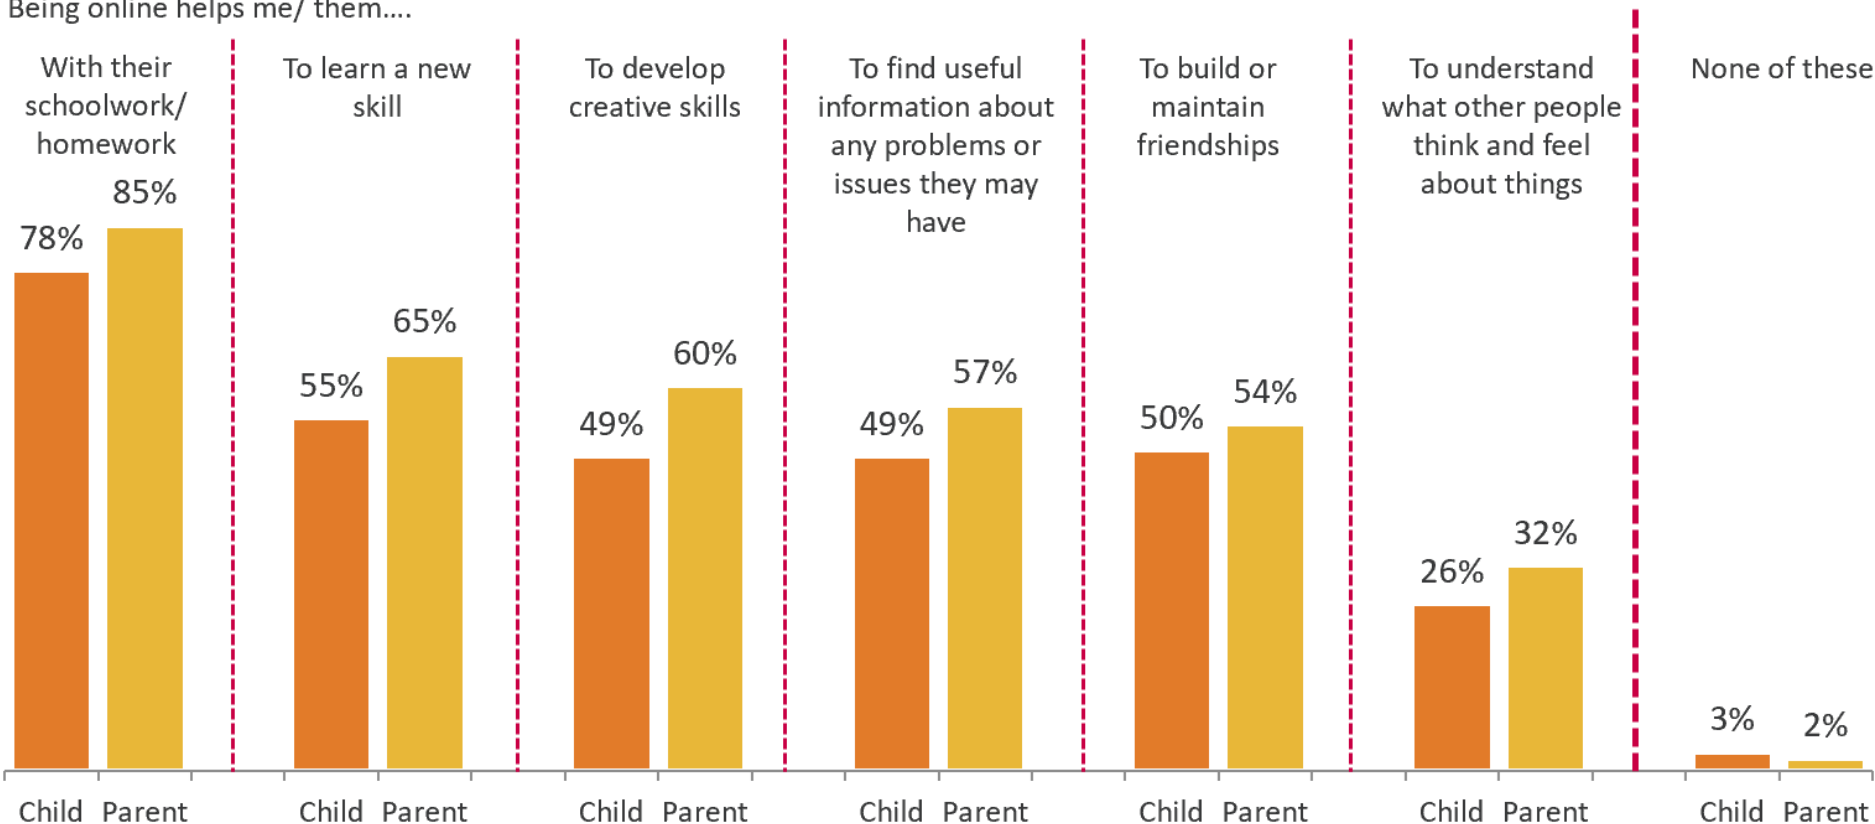 Being online helps me/ them....
With their
schoolwork/
homework
To learn a new
skill
To develop
creative skills
To find useful
information about
any problems or
issues they may
have
To build or
maintain
friendships
To understand
what other people
think and feel
about things
None of these
78%
85%
55%
65%
49%
60%
49%
57%
50%
54%
26%
32%
3%
2%
Child Parent
Child Parent
Child Parent
Child Parent
Child Parent
Child Parent
Child Parent